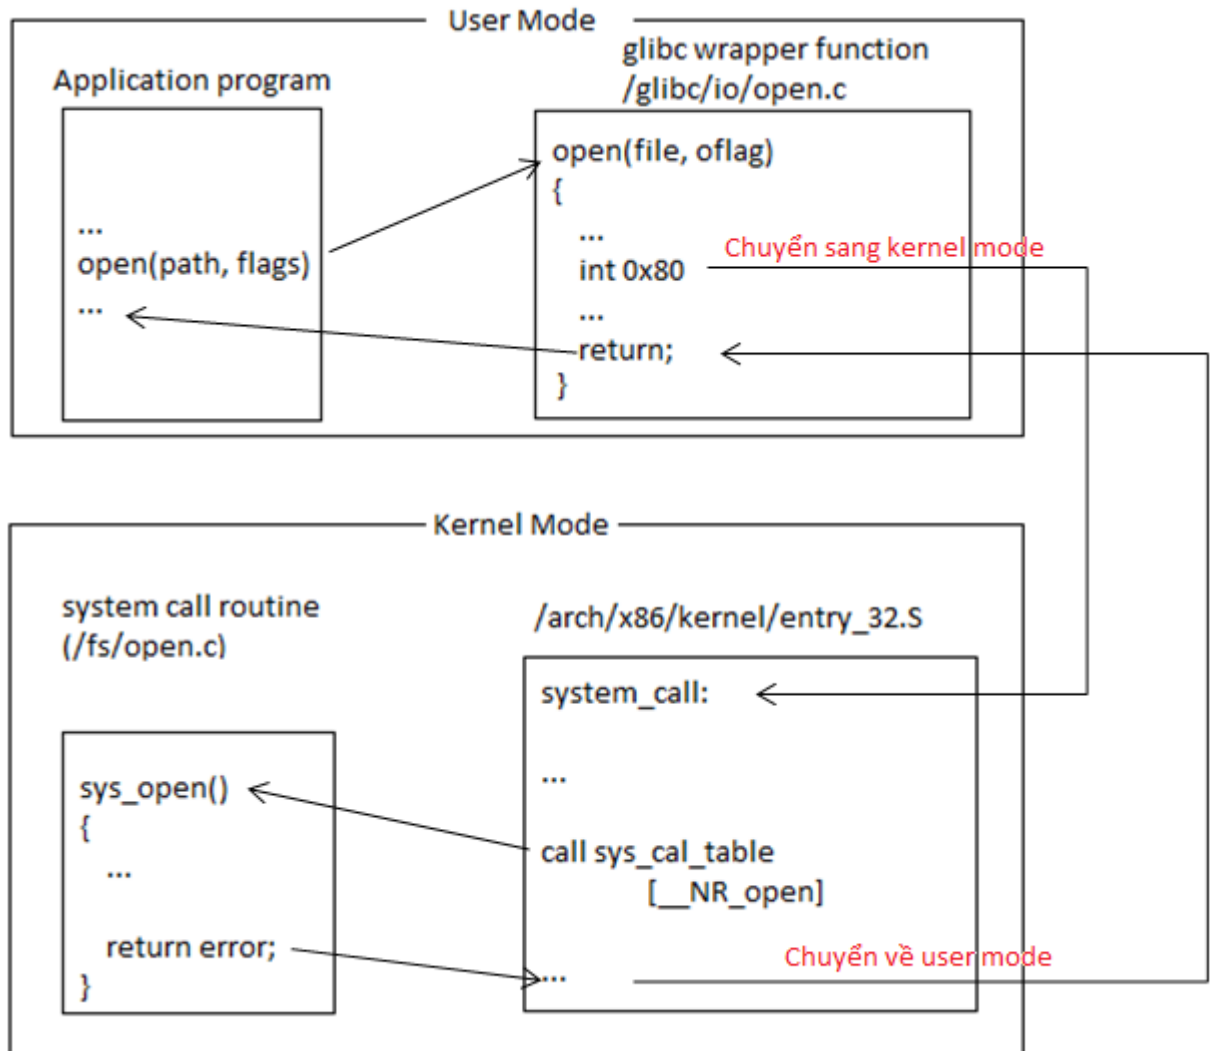 User Mode
Application program
glibc wrapper function
/glibc/io/open.c
...
open(path, flags)
...
open(file, oflag)
{
...
int 0x80
...
return;
}
Chuyển sang kernel mode
Kernel Mode
system call routine
(/fs/open.c)
/arch/x86/kernel/entry_32.S
sys_open()
{
...
return error;
}
system_call:
...
call sys_cal_table
[__NR_open]
...
Chuyển về user mode